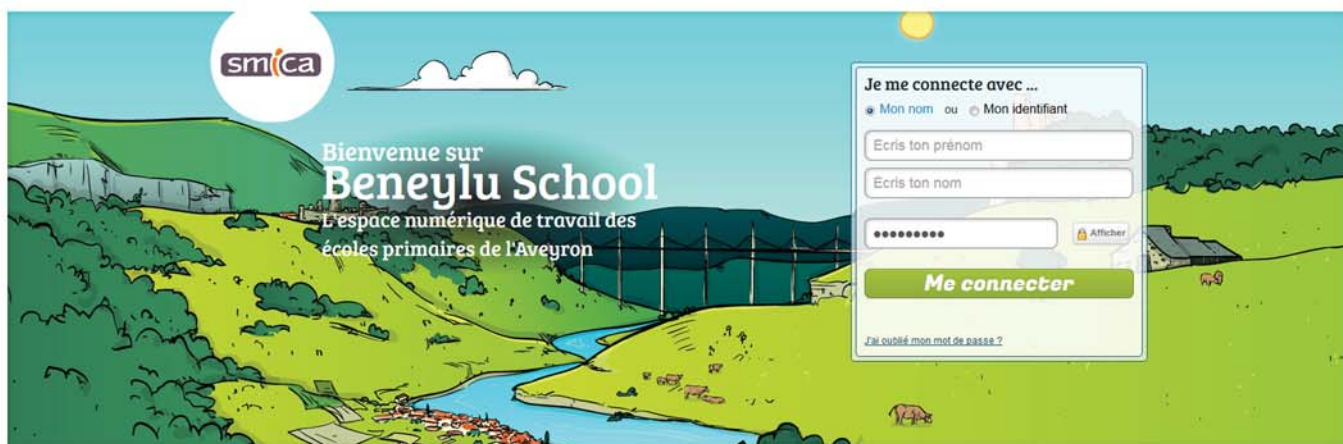 smica
Bienvenue sur
Beneylu School
L'espace numérique de travail des
écoles primaires de l'Aveyron
Je me connecte avec ...
Mon nom ou Mon identifiant
Ecris ton prénom
Écris ton nom
•••••••••
Afficher
Me connecter
J'ai oublié mon mot de passe ?